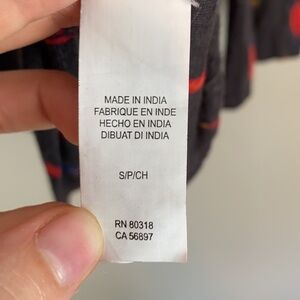 MADE IN INDIA
FABRIQUE EN INDE
HECHO EN INDIA
DIBUAT DI INDIA
S/P/CH
RN 80318
CA 56897